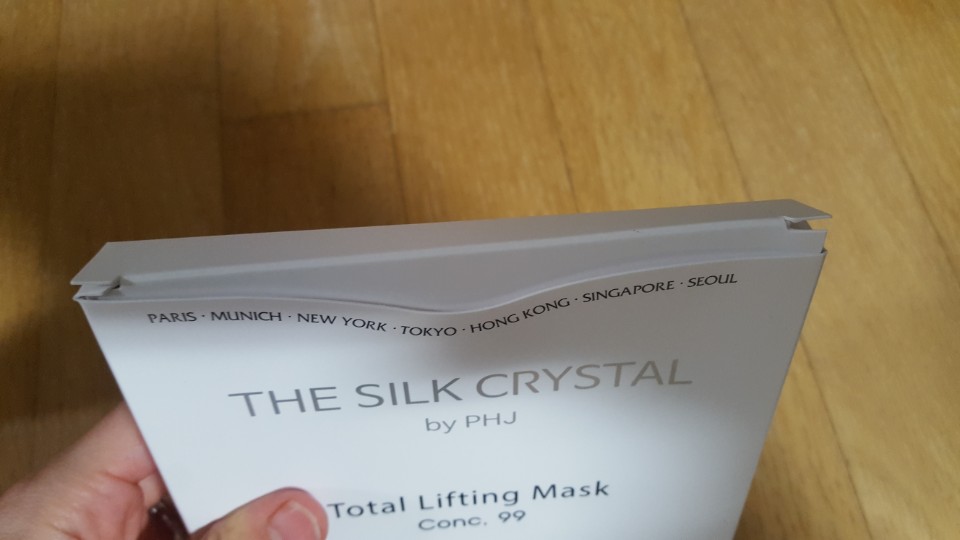 PARIS · MUNICH · NEW YORK · TOKYO · HONG KONG · SINGAPORE · SEOUL
THE SILK CRYSTAL
by PHJ
Total Lifting Mask
Conc. 99